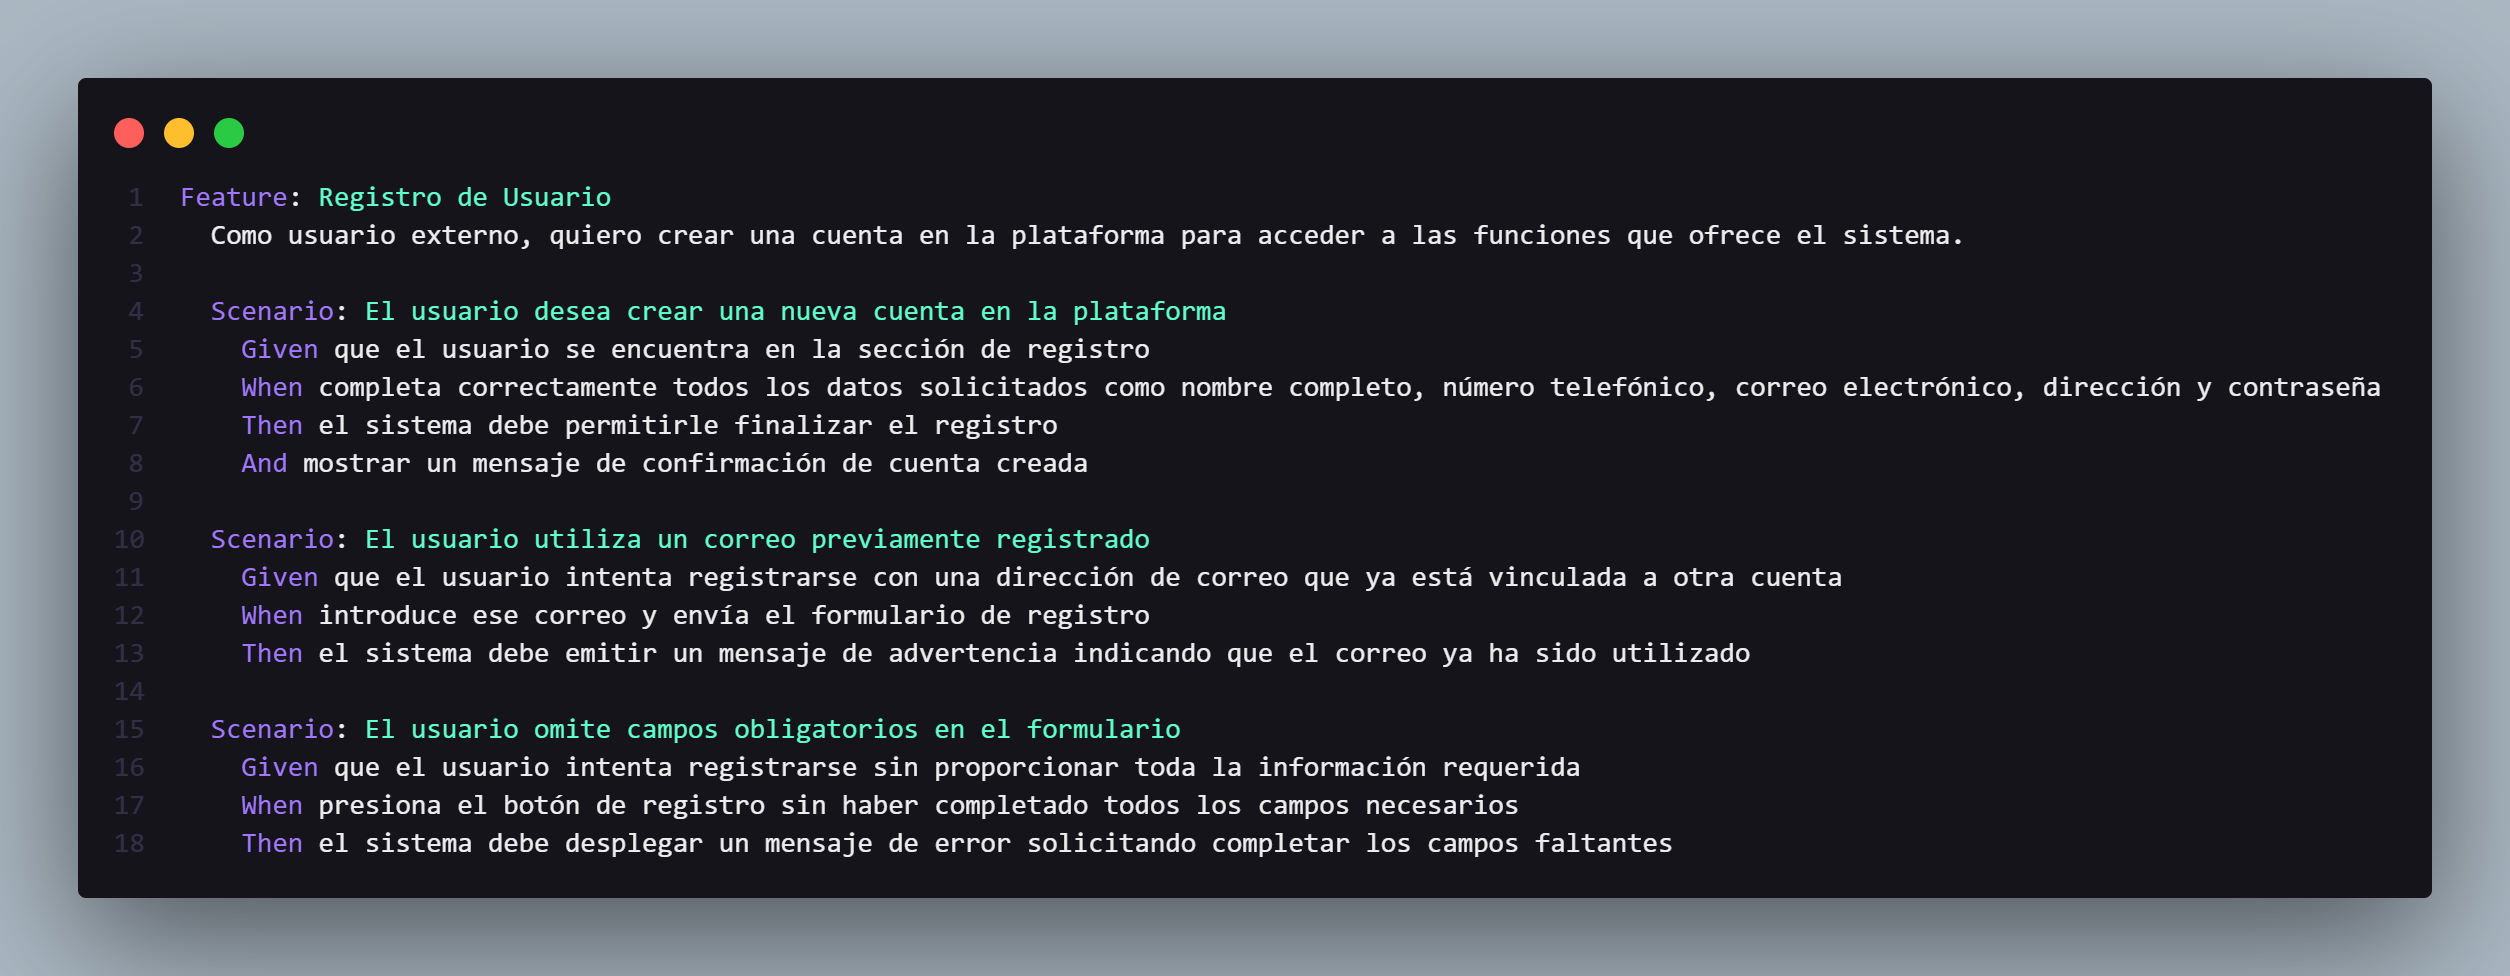 1 Feature: Registro de Usuario
2 Como usuario externo, quiero crear una cuenta en la plataforma para acceder a las funciones que ofrece el sistema.
3
4 Scenario: El usuario desea crear una nueva cuenta en la plataforma
5 Given que el usuario se encuentra en la sección de registro
6 When completa correctamente todos los datos solicitados como nombre completo, número telefónico, correo electrónico, dirección y contraseña
7 Then el sistema debe permitirle finalizar el registro
8 And mostrar un mensaje de confirmación de cuenta creada
9
10 Scenario: El usuario utiliza un correo previamente registrado
11 Given que el usuario intenta registrarse con una dirección de correo que ya está vinculada a otra cuenta
12 When introduce ese correo y envía el formulario de registro
13 Then el sistema debe emitir un mensaje de advertencia indicando que el correo ya ha sido utilizado
14
15 Scenario: El usuario omite campos obligatorios en el formulario
16 Given que el usuario intenta registrarse sin proporcionar toda la información requerida
17 When presiona el botón de registro sin haber completado todos los campos necesarios
18 Then el sistema debe desplegar un mensaje de error solicitando completar los campos faltantes